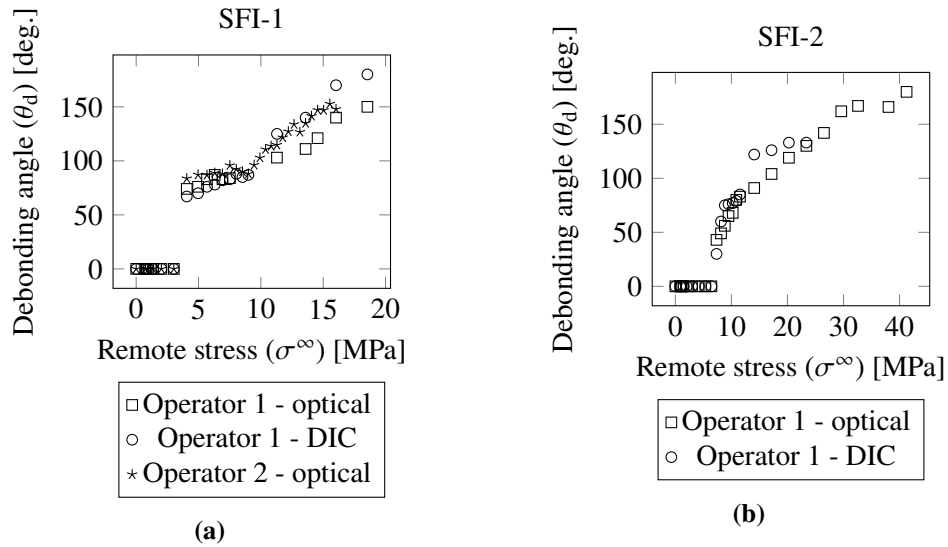 SFI-1
Debonding angle (θd) [deg.]
150
100
50
0
0 5 10 15 20
Remote stress (σ∞) [MPa]
□ Operator 1 - optical
○ Operator 1 - DIC
⋆ Operator 2 - optical
(a)
SFI-2
Debonding angle (θd) [deg.]
150
100
50
0
0 10 20 30 40
Remote stress (σ∞) [MPa]
□ Operator 1 - optical
○ Operator 1 - DIC
(b)